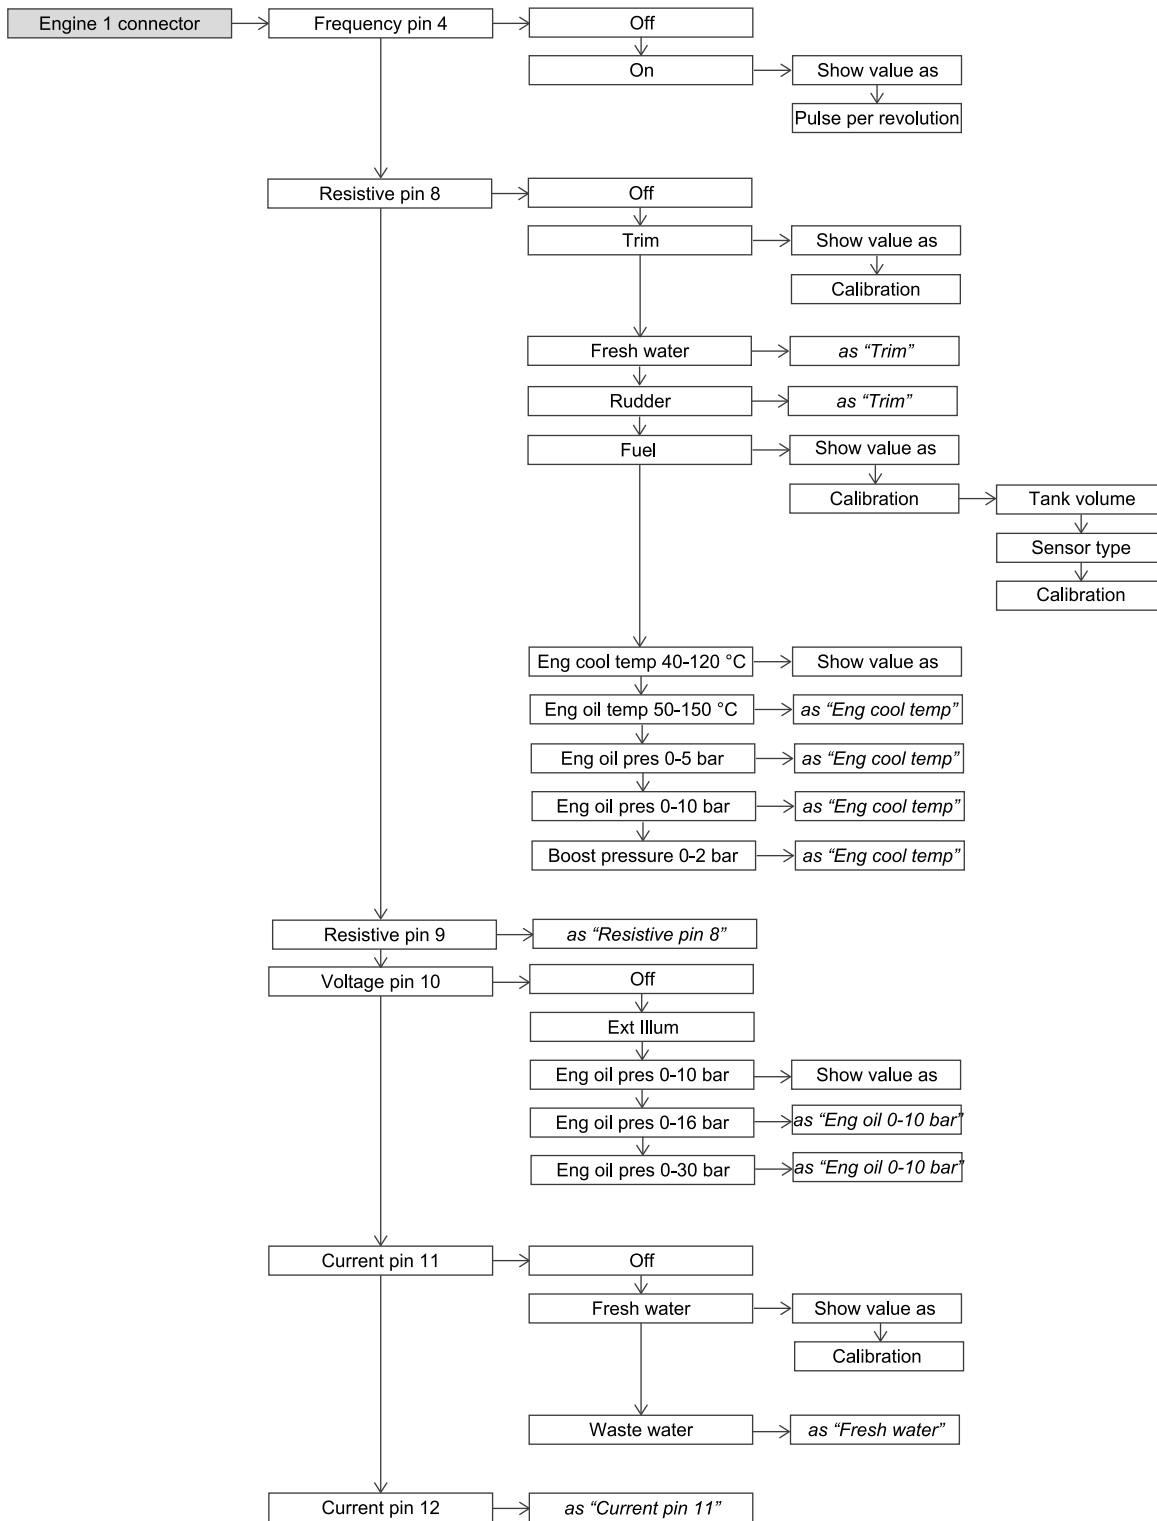 Engine 1 connector
Frequency pin 4
Off
On
Show value as
Pulse per revolution
Resistive pin 8
Off
Trim
Show value as
Calibration
Fresh water
as “Trim”
Rudder
as “Trim”
Fuel
Show value as
Calibration
Tank volume
Sensor type
Calibration
Eng cool temp 40-120 °C
Show value as
Eng oil temp 50-150 °C
as “Eng cool temp”
Eng oil pres 0-5 bar
as “Eng cool temp”
Eng oil pres 0-10 bar
as “Eng cool temp”
Boost pressure 0-2 bar
as “Eng cool temp”
Resistive pin 9
as “Resistive pin 8”
Voltage pin 10
Off
Ext Illum
Eng oil pres 0-10 bar
Show value as
Eng oil pres 0-16 bar
as “Eng oil 0-10 bar”
Eng oil pres 0-30 bar
as “Eng oil 0-10 bar”
Current pin 11
Off
Fresh water
Show value as
Calibration
Waste water
as “Fresh water”
Current pin 12
as “Current pin 11”